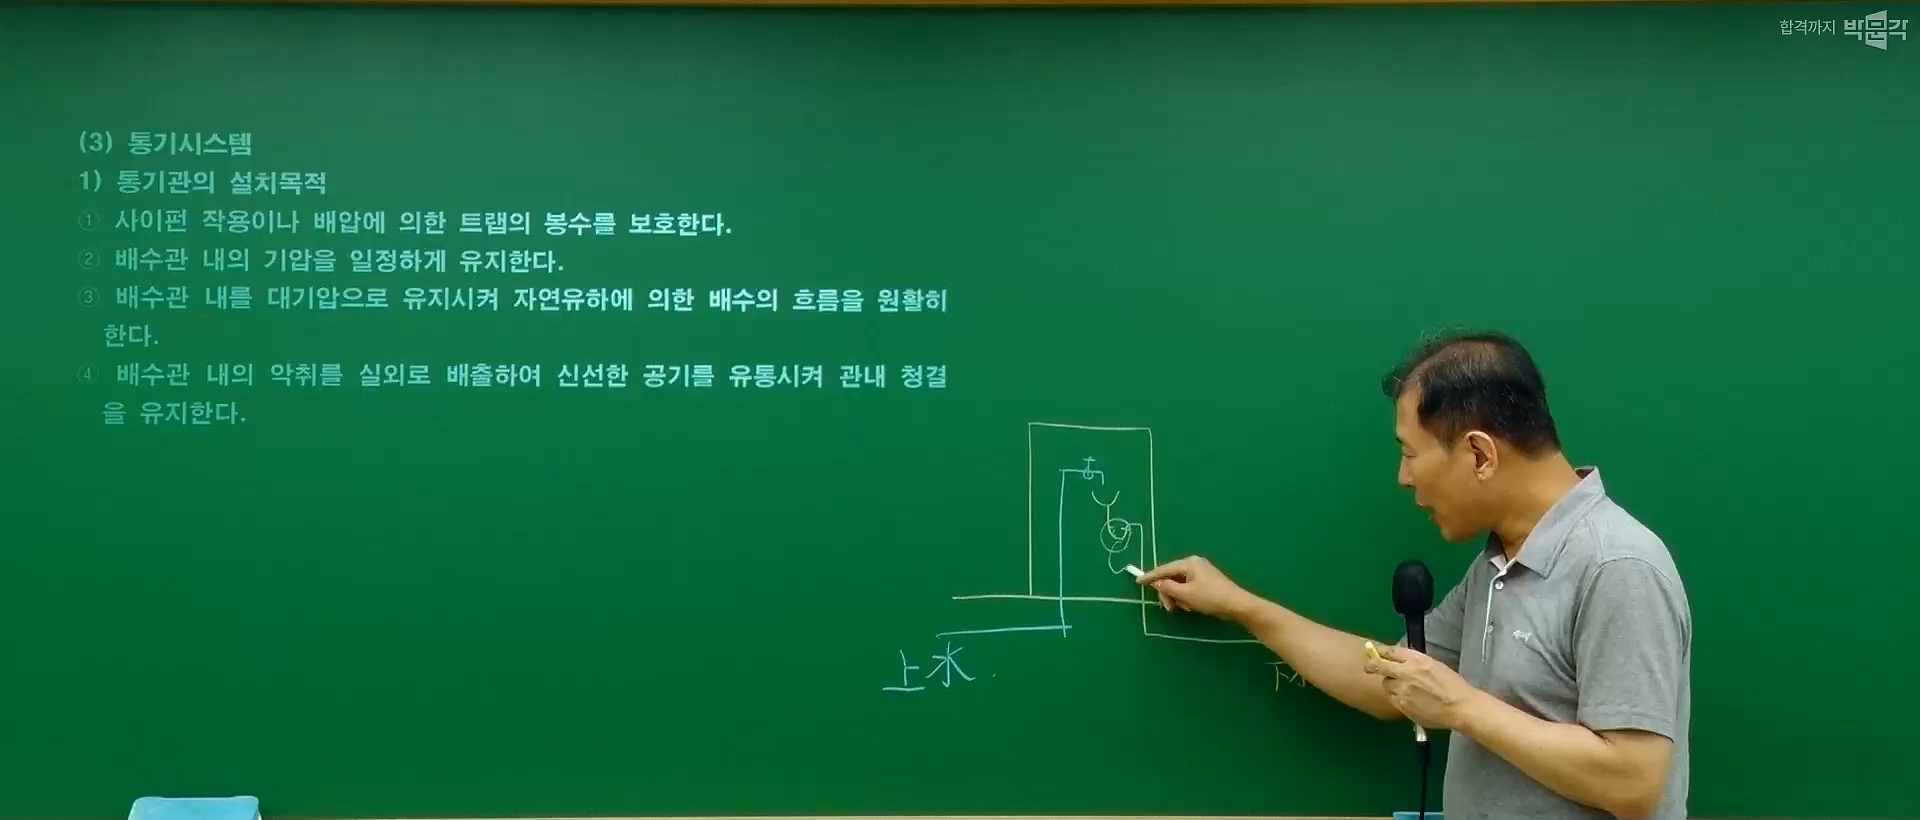 합격까지 박문각
(3) 통기시스템
1) 통기관의 설치목적
① 사이펀 작용이나 배압에 의한 트랩의 봉수를 보호한다.
② 배수관 내의 기압을 일정하게 유지한다.
③ 배수관 내를 대기압으로 유지시켜 자연유하에 의한 배수의 흐름을 원활히
한다.
④ 배수관 내의 악취를 실외로 배출하여 신선한 공기를 유통시켜 관내 청결
을 유지한다.
上水.
下水